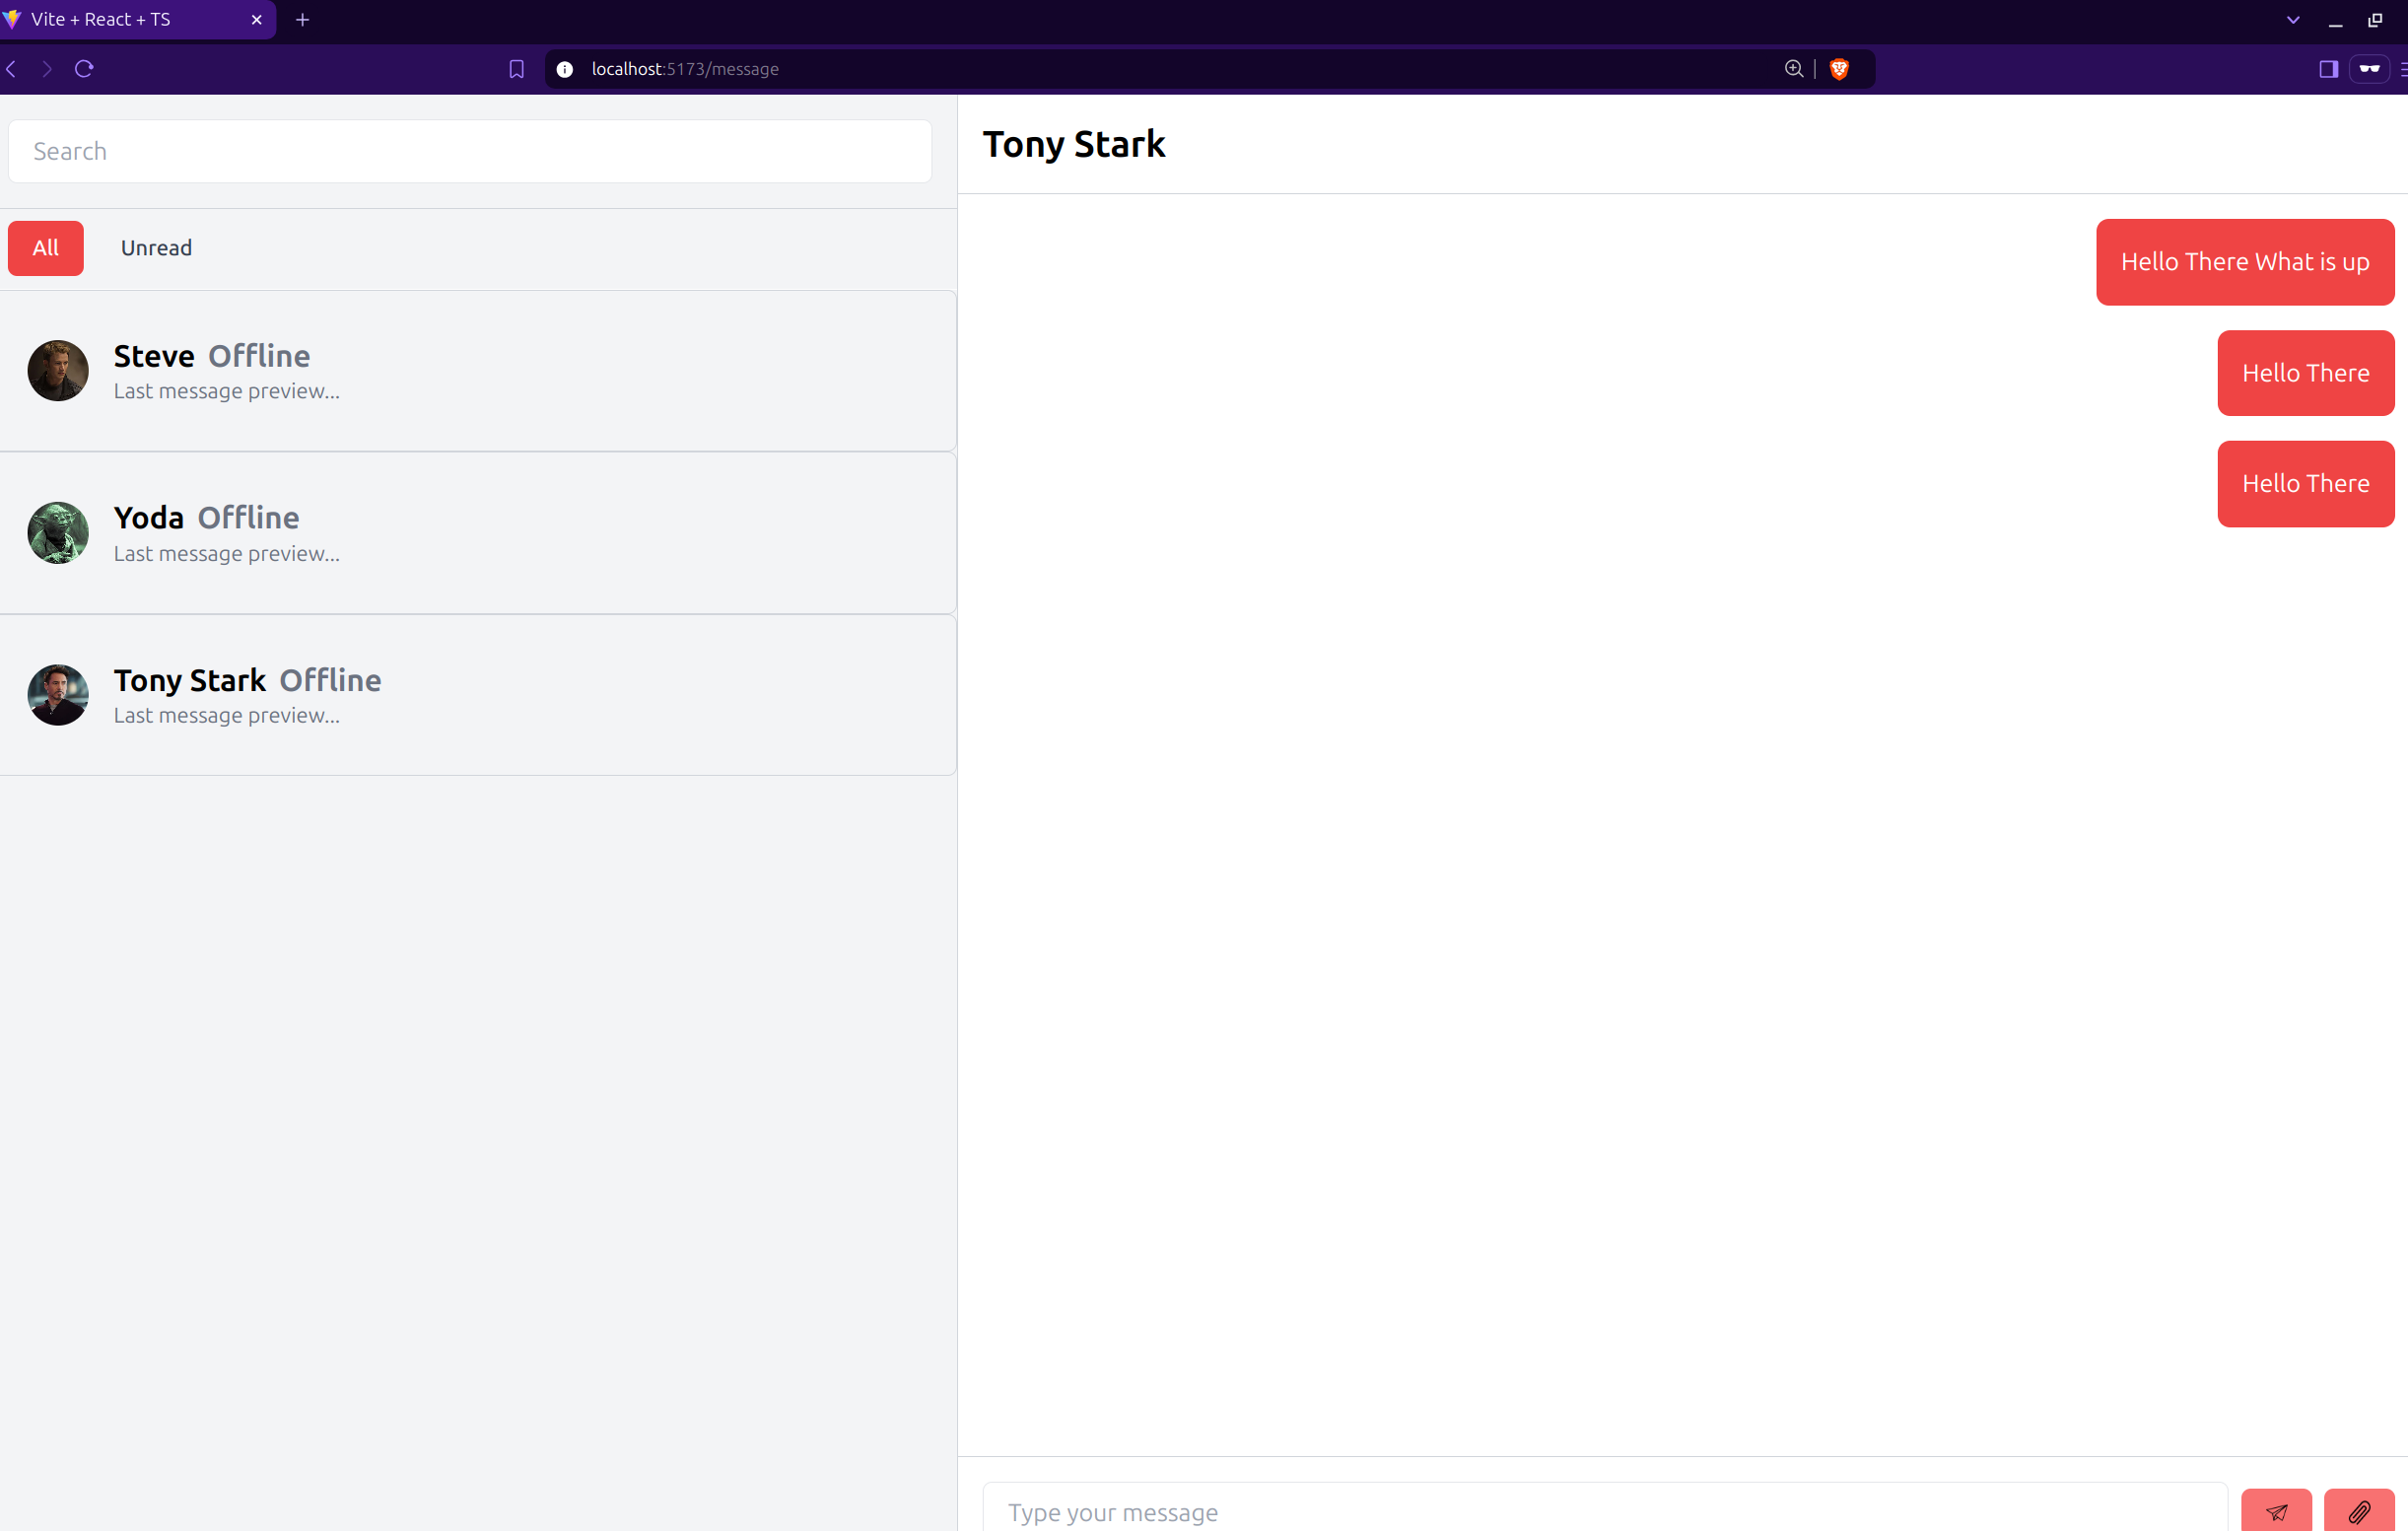 Vite + React + TS
localhost:5173/message
Search
All
Unread
Steve Offline
Last message preview...
Yoda Offline
Last message preview...
Tony Stark Offline
Last message preview...
Tony Stark
Hello There What is up
Hello There
Hello There
Type your message